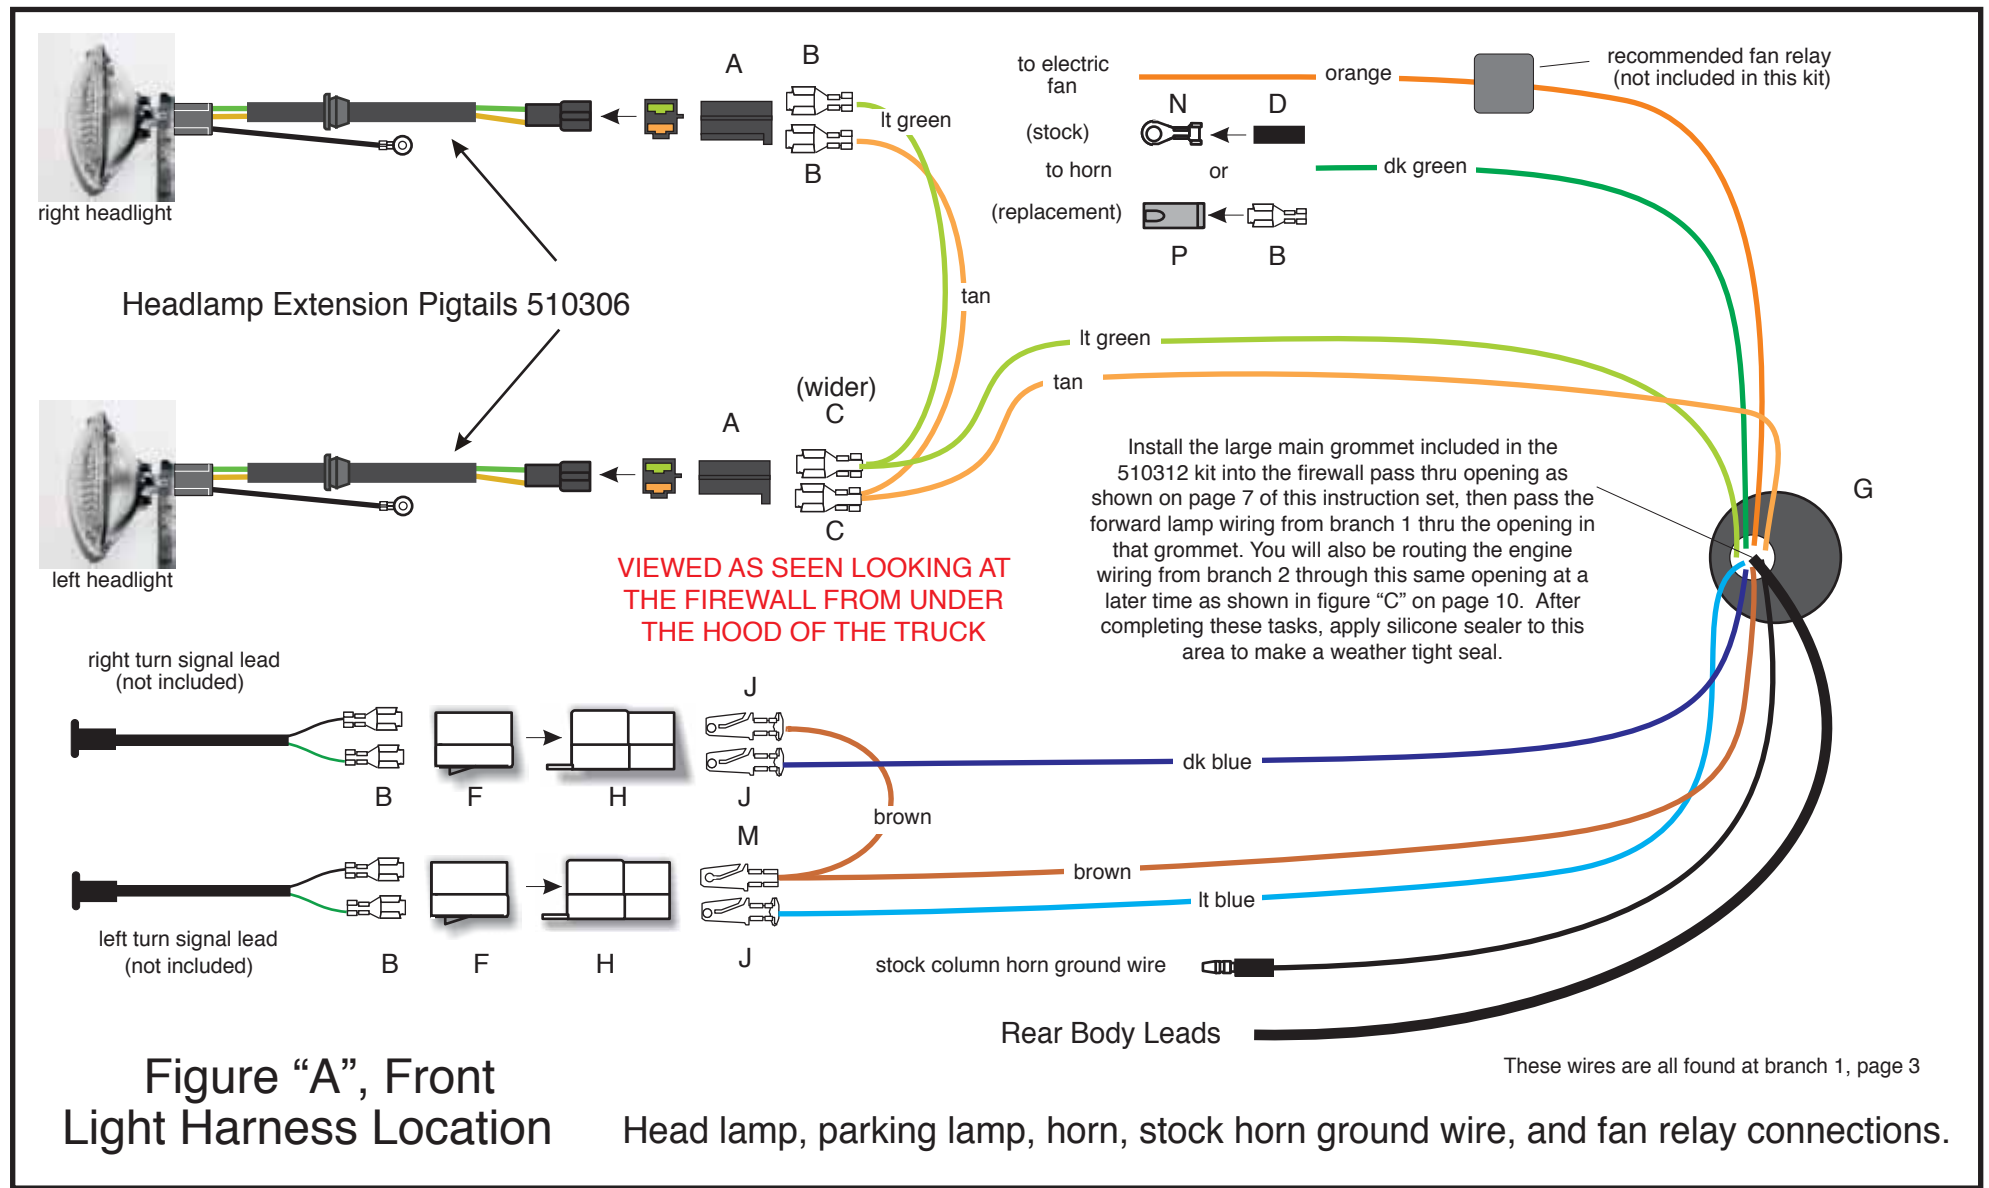 A
B
lt green
B
right headlight
to electric
fan
orange
recommended fan relay
(not included in this kit)
(stock)
N
D
to horn
or
dk green
(replacement)
P
B
Headlamp Extension Pigtails 510306
tan
lt green
tan
(wider)
C
A
C
left headlight
VIEWED AS SEEN LOOKING AT
THE FIREWALL FROM UNDER
THE HOOD OF THE TRUCK
Install the large main grommet included in the
510312 kit into the firewall pass thru opening as
shown on page 7 of this instruction set, then pass the
forward lamp wiring from branch 1 thru the opening in
that grommet. You will also be routing the engine
wiring from branch 2 through this same opening at a
later time as shown in figure “C” on page 10. After
completing these tasks, apply silicone sealer to this
area to make a weather tight seal.
G
right turn signal lead
(not included)
J
B
F
H
J
dk blue
brown
M
brown
lt blue
left turn signal lead
(not included)
B
F
H
J
stock column horn ground wire
Rear Body Leads
These wires are all found at branch 1, page 3
Figure “A”, Front
Light Harness Location
Head lamp, parking lamp, horn, stock horn ground wire, and fan relay connections.